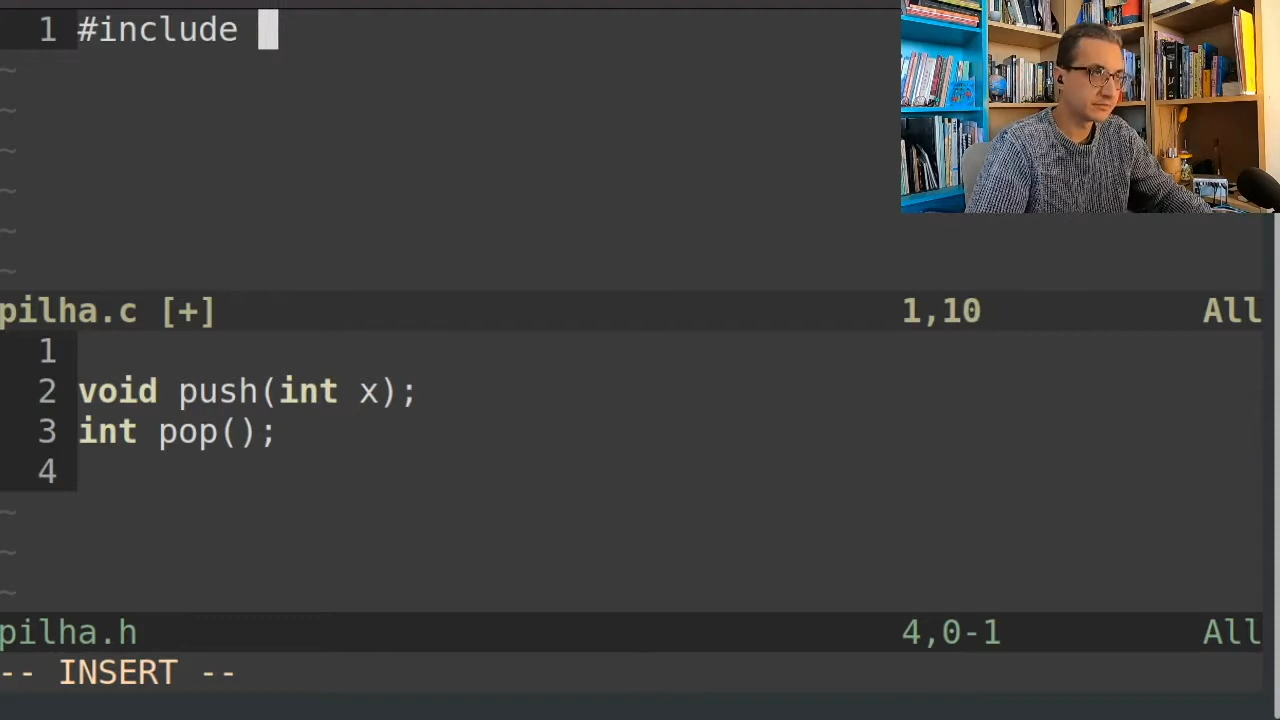 1 #include
~
~
~
~
~
~
pilha.c [+] 1,10 All
1
2 void push(int x);
3 int pop();
4
~
~
~
pilha.h 4,0-1 All
-- INSERT --